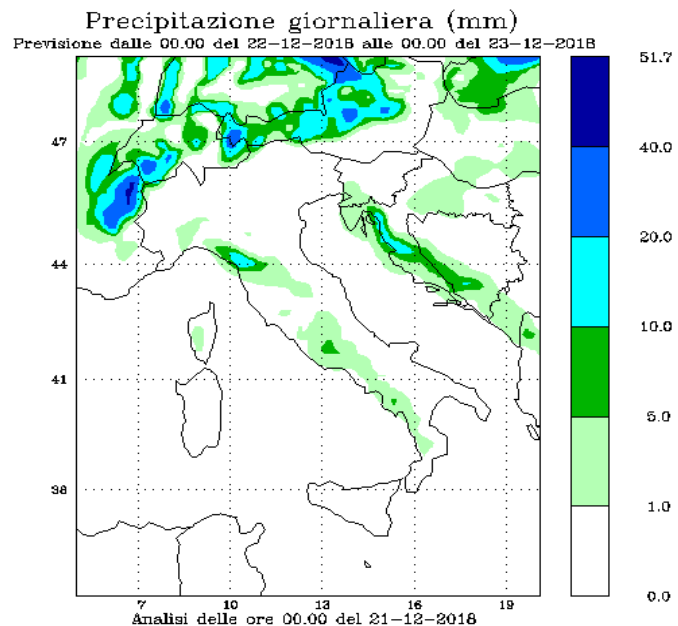 Precipitazione giornaliera (mm)
Previsione dalle 00.00 del 22-12-2018 alle 00.00 del 23-12-2018
51.7
40.0
20.0
10.0
5.0
1.0
0.0
47
44
41
38
7 10 13 16 19
Analisi delle ore 00.00 del 21-12-2018